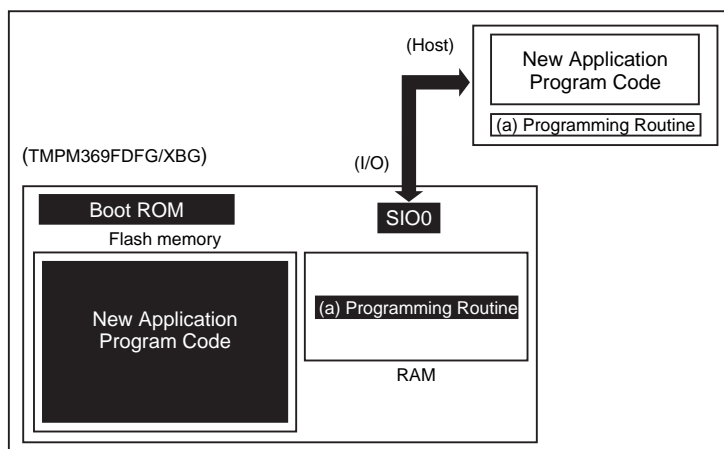 (Host)
New Application
Program Code
(a) Programming Routine
(TMPM369FDFG/XBG)
(I/O)
Boot ROM
SIO0
Flash memory
New Application
Program Code
(a) Programming Routine
RAM